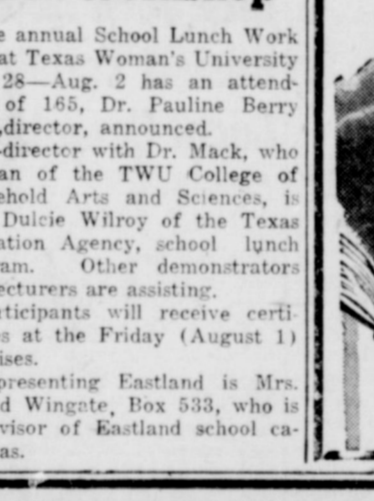 e annual School Lunch Work
at Texas Woman's University
28—Aug. 2 has an attend-
of 165, Dr. Pauline Berry
,director, announced.
-director with Dr. Mack, who
an of the TWU College of
ehold Arts and Sciences, is
Dulcie Wilroy of the Texas
ation Agency, school lunch
am. Other demonstrators
ecturers are assisting.
rticipants will receive certi-
s at the Friday (August 1)
ises.
presenting Eastland is Mrs.
d Wingate, Box 533, who is
visor of Eastland school ca-
as.